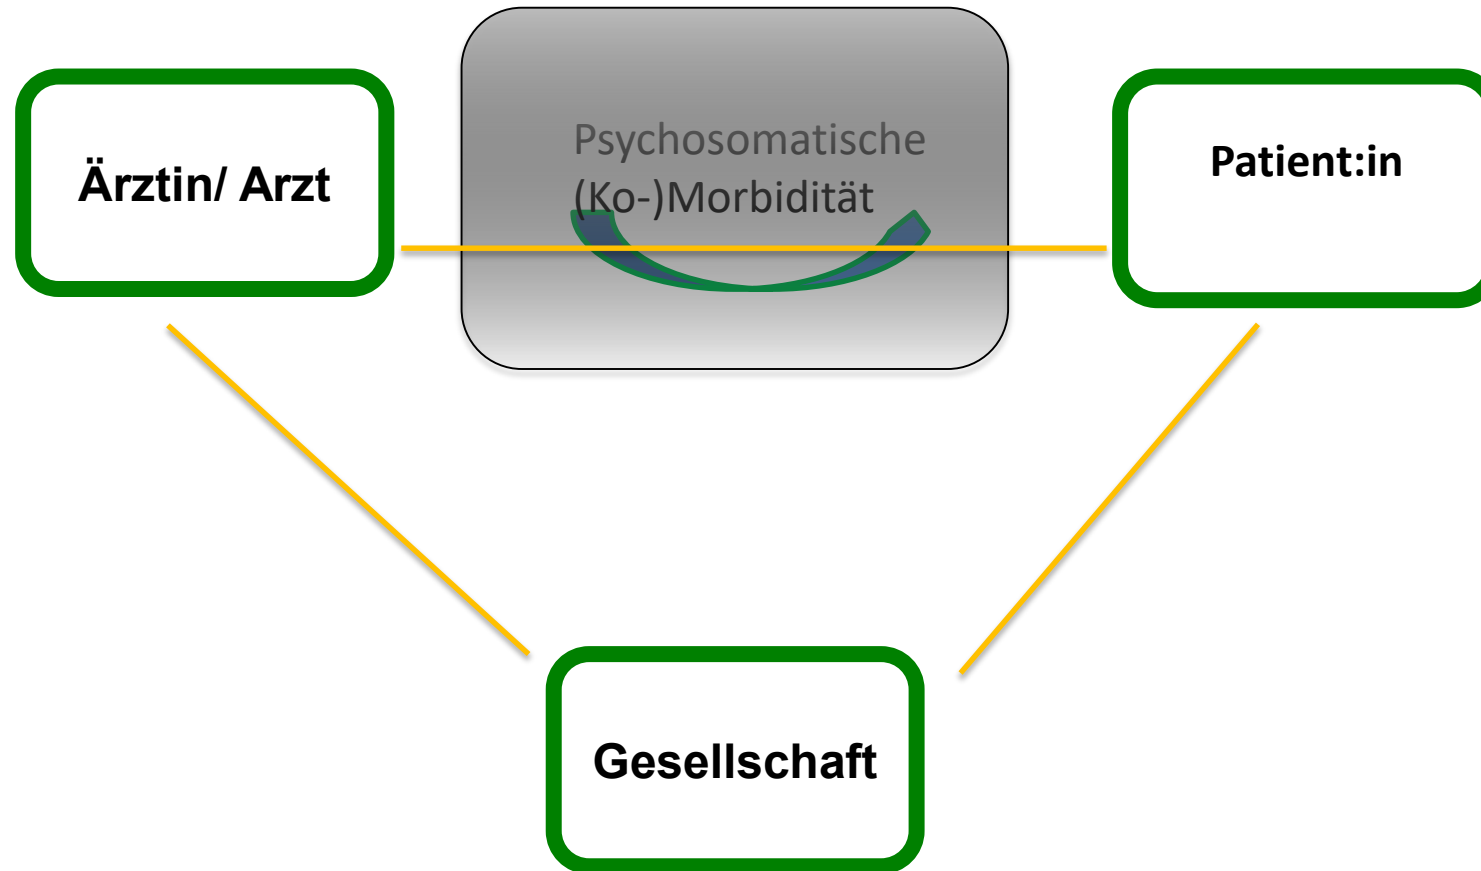 Psychosomatische
(Ko-)Morbidität
Ärztin/ Arzt
Patient:in
Gesellschaft